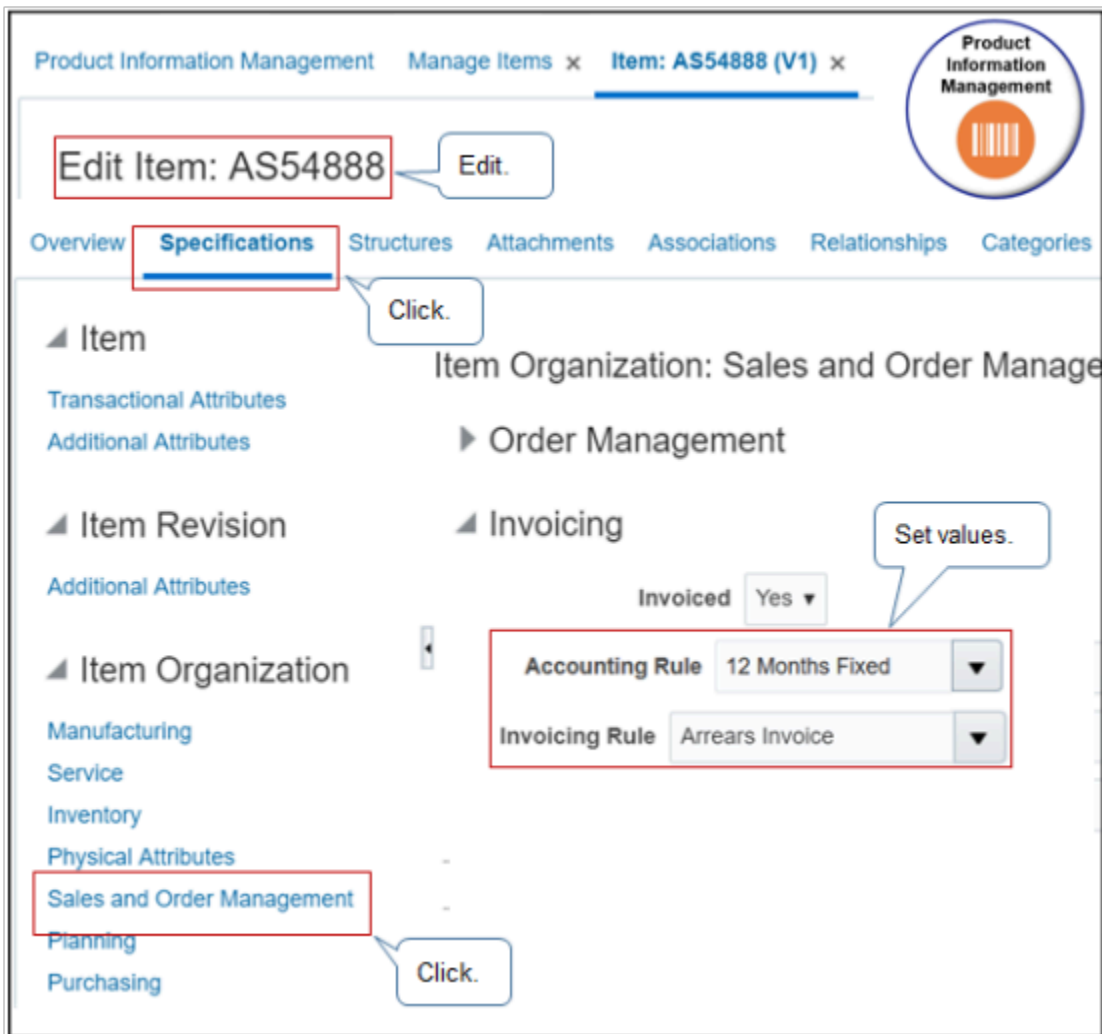 Product Information Management Manage Items x Item: AS54888 (V1) x
Product
Information
Management
Edit Item: AS54888
Edit.
Overview Specifications Structures Attachments Associations Relationships Categories
Click.
Item
Item Organization: Sales and Order Manage
Transactional Attributes
Additional Attributes
Order Management
Item Revision
Invoicing
Set values.
Additional Attributes
Invoiced Yes
Item Organization
Accounting Rule 12 Months Fixed
Manufacturing
Invoicing Rule Arrears Invoice
Service
Inventory
Physical Attributes -
Sales and Order Management -
Planning
Click.
Purchasing